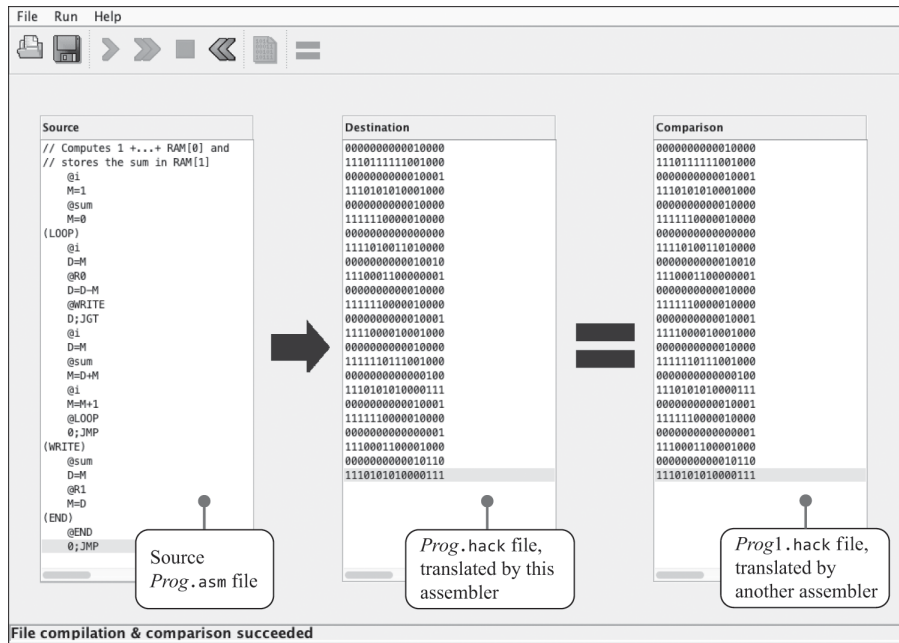 File Run Help
Source
// Computes 1 +...+ RAM[0] and
// stores the sum in RAM[1]
@i
M=1
@sum
M=0
(LOOP)
@i
D=M
@R0
D=D-M
@WRITE
D;JGT
@i
D=M
@sum
M=D+M
@i
M=M+1
@LOOP
0;JMP
(WRITE)
@sum
D=M
@R1
M=D
(END)
@END
0;JMP
Source
Prog.asm file
Destination
0000000000010000
1110111111001000
0000000000010001
1110101010001000
0000000000010000
1111110000010000
0000000000000000
1111010011010000
0000000000010010
1110001100000001
0000000000010000
1111110000010000
0000000000010001
1111000010001000
0000000000010000
1111110111001000
0000000000000100
1110101010000111
0000000000010001
1111110000010000
0000000000000001
1110001100001000
0000000000010110
1110101010000111
Prog.hack file,
translated by this
assembler
Comparison
0000000000010000
1110111111001000
0000000000010001
1110101010001000
0000000000010000
1111110000010000
0000000000000000
1111010011010000
0000000000010010
1110001100000001
0000000000010000
1111110000010000
0000000000010001
1111000010001000
0000000000010000
1111110111001000
0000000000000100
1110101010000111
0000000000010001
1111110000010000
0000000000000001
1110001100001000
0000000000010110
1110101010000111
Prog1.hack file,
translated by
another assembler
File compilation & comparison succeeded